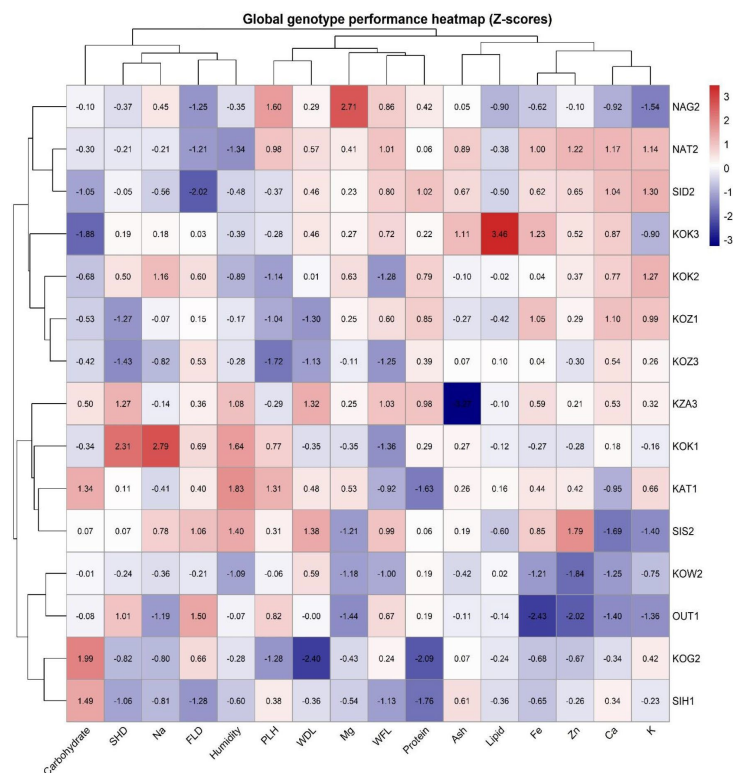 Global genotype performance heatmap (Z-scores)
-0.10 -0.37 0.45 -1.25 -0.35 1.60 0.29 2.71 0.86 0.42 0.05 -0.90 -0.62 -0.10 -0.92 -1.54 NAG2
-0.30 -0.21 -0.21 -1.21 -1.34 0.98 0.57 0.41 1.01 0.06 0.89 -0.38 1.00 1.22 1.17 1.14 NAT2
-1.05 -0.05 -0.56 -2.02 -0.48 -0.37 0.46 0.23 0.80 1.02 0.67 -0.50 0.62 0.65 1.04 1.30 SID2
-1.88 0.19 0.18 0.03 -0.39 -0.28 0.46 0.27 0.72 0.22 1.11 3.46 1.23 0.52 0.87 -0.90 KOK3
-0.68 0.50 1.16 0.60 -0.89 -1.14 0.01 0.63 -1.28 0.79 -0.10 -0.02 0.04 0.37 0.77 1.27 KOK2
-0.53 -1.27 -0.07 0.15 -0.17 -1.04 -1.30 0.25 0.60 0.85 -0.27 -0.42 1.05 0.29 1.10 0.99 KOZ1
-0.42 -1.43 -0.82 0.53 -0.28 -1.72 -1.13 -0.11 -1.25 0.39 0.07 0.10 0.04 -0.30 0.54 0.26 KOZ3
0.50 1.27 -0.14 0.36 1.08 -0.29 1.32 0.25 1.03 0.98 -0.10 0.59 0.21 0.53 0.32 KZA3
-0.34 2.31 2.79 0.69 1.64 0.77 -0.35 -0.35 -1.36 0.29 0.27 -0.12 -0.27 -0.28 0.18 -0.16 KOK1
1.34 0.11 -0.41 0.40 1.83 1.31 0.48 0.53 -0.92 -1.63 0.26 0.16 0.44 0.42 -0.95 0.66 KAT1
0.07 0.07 0.78 1.06 1.40 0.31 1.38 -1.21 0.99 0.06 0.19 -0.60 0.85 1.79 -1.69 -1.40 SIS2
-0.01 -0.24 -0.36 -0.21 -1.09 -0.06 0.59 -1.18 -1.00 0.19 -0.42 0.02 -1.21 -1.84 -1.25 -0.75 KOW2
-0.08 1.01 -1.19 1.50 -0.07 0.82 -0.00 -1.44 0.67 0.19 -0.11 -0.14 -2.43 -2.02 -1.40 -1.36 OUT1
1.99 -0.82 -0.80 0.66 -0.28 -1.28 -2.40 -0.43 0.24 -2.09 0.07 -0.24 -0.68 -0.67 -0.34 0.42 KOG2
1.49 -1.06 -0.81 -1.28 -0.60 0.38 -0.36 -0.54 -1.13 -1.76 0.61 -0.36 -0.65 -0.26 0.34 -0.23 SIH1
Carbohydrate SHD Na FLD Humidity PLH WDL Mg WFL Protein Ash Lipid Fe Zn Ca K
3
2
1
0
-1
-2
-3